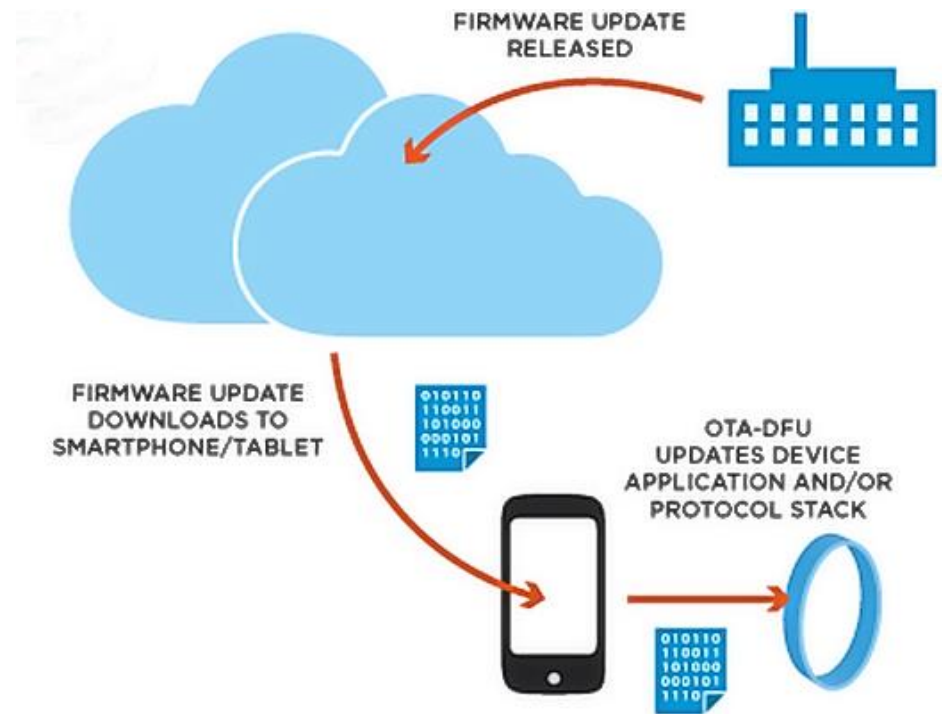 FIRMWARE UPDATE
RELEASED
FIRMWARE UPDATE
DOWNLOADS TO
SMARTPHONE/TABLET
010110
110011
101000
000101
1110
OTA-DFU
UPDATES DEVICE
APPLICATION AND/OR
PROTOCOL STACK
010110
110011
101000
000101
1110